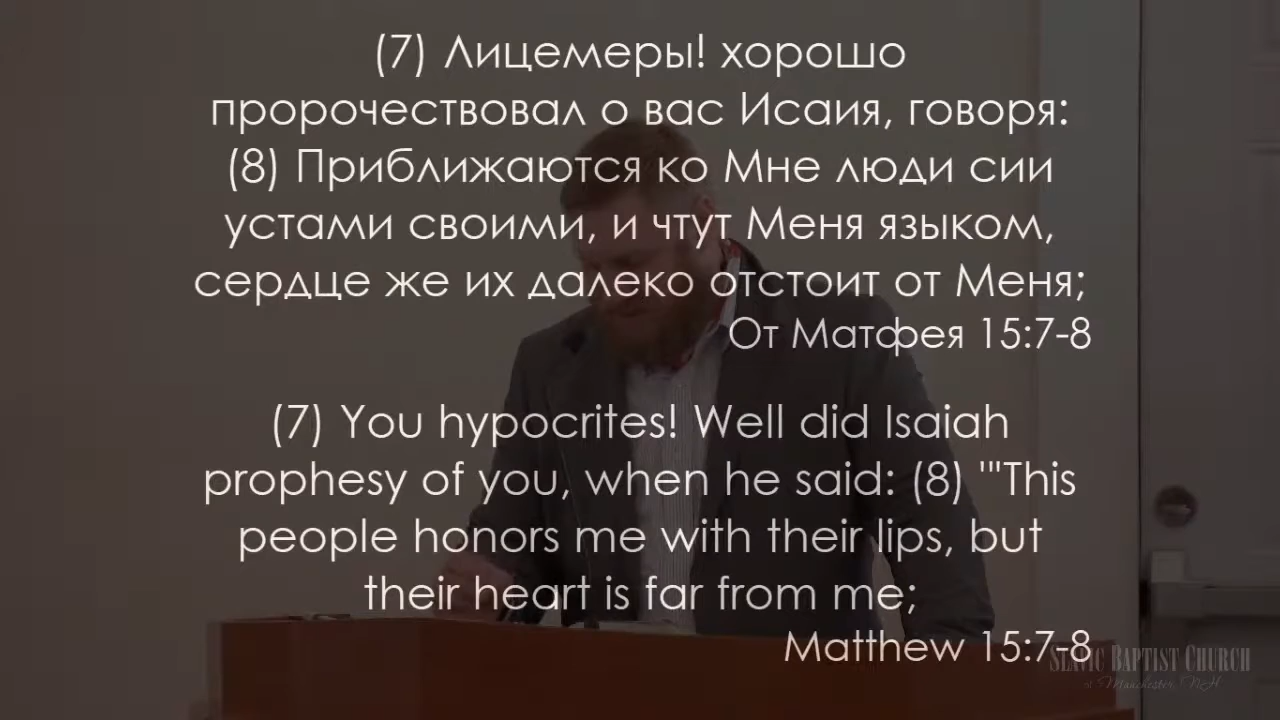 (7) Лицемеры! хорошо
пророчествовал о вас Исаия, говоря:
(8) Приближаются ко Мне люди сии
устами своими, и чтут Меня языком,
сердце же их далеко отстоит от Меня;
От Матфея 15:7-8
(7) You hypocrites! Well did Isaiah
prophesy of you, when he said: (8) "'This
people honors me with their lips, but
their heart is far from me;
Matthew 15:7-8
Slavic Baptist Church
at Manchester, NH